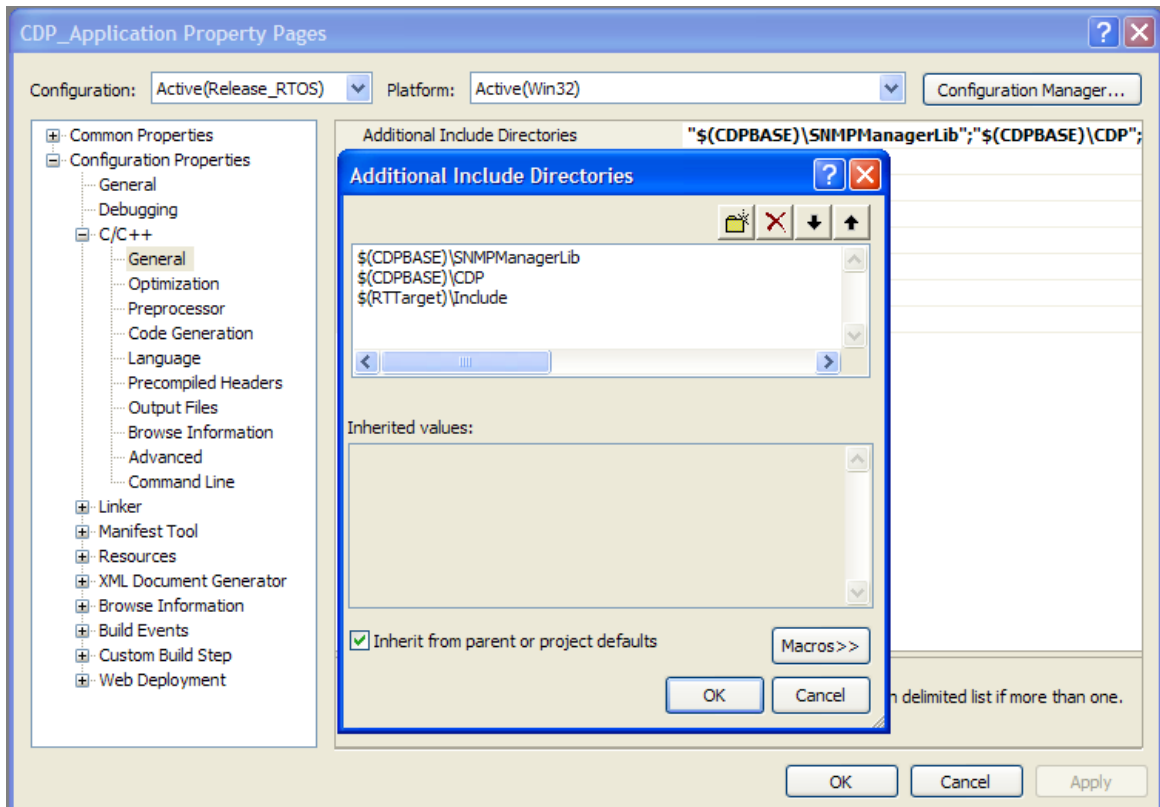 CDP_Application Property Pages
Configuration: Active(Release_RTOS) Platform: Active(Win32) Configuration Manager...
Common Properties
Configuration Properties
General
Debugging
C/C++
General
Optimization
Preprocessor
Code Generation
Language
Precompiled Headers
Output Files
Browse Information
Advanced
Command Line
Linker
Manifest Tool
Resources
XML Document Generator
Browse Information
Build Events
Custom Build Step
Web Deployment
Additional Include Directories "$(CDPBASE)\SNMPManagerLib";"$(CDPBASE)\CDP";
Additional Include Directories
$(CDPBASE)\SNMPManagerLib
$(CDPBASE)\CDP
$(RTTarget)\Include
Inherited values:
Inherit from parent or project defaults
Macros>>
OK Cancel
delimited list if more than one.
OK Cancel Apply